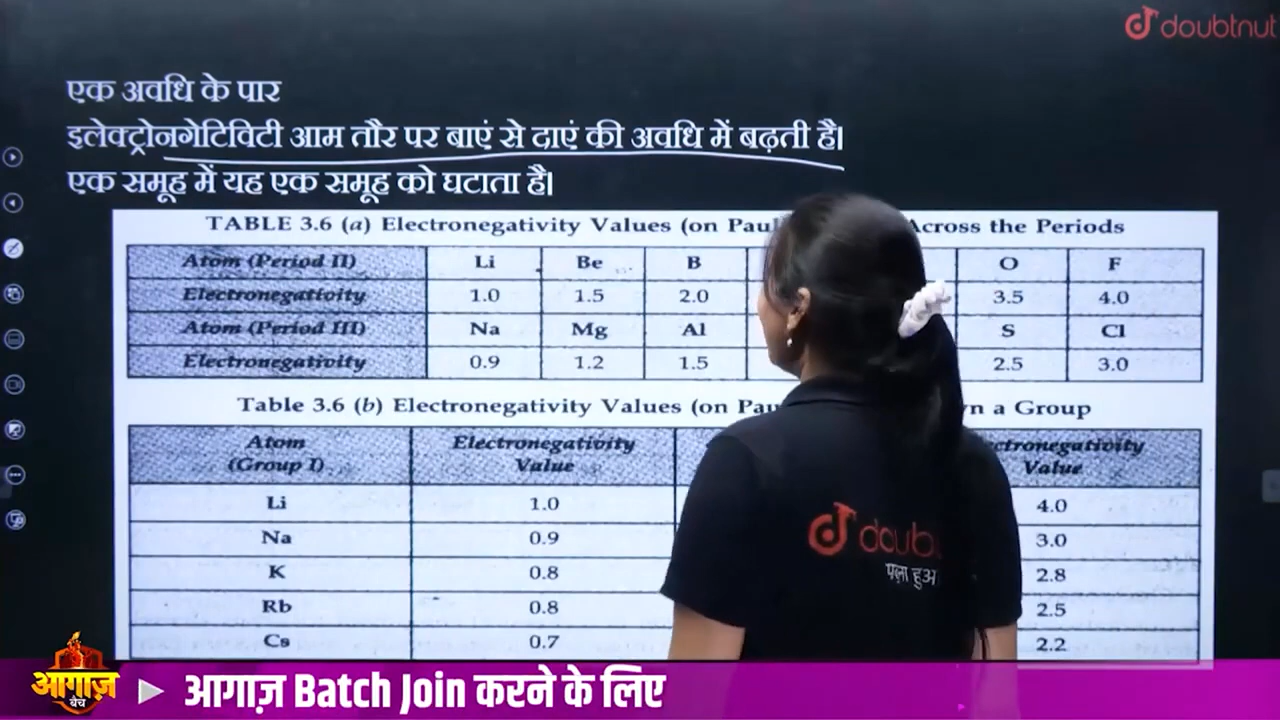 doubtnut
एक अवधि के पार
इलेक्ट्रोनगेटिविटी आम तौर पर बाएं से दाएं की अवधि में बढ़ती है।
एक समूह में यह एक समूह को घटाता है।
TABLE 3.6 (a) Electronegativity Values (on Across the Periods
Atom (Period II) Li Be B O F
Electronegativity 1.0 1.5 2.0 3.5 4.0
Atom (Period III) Na Mg Al S Cl
Electronegativity 0.9 1.2 1.5 2.5 3.0
Table 3.6 (b) Electronegativity Values (on a Group
Atom (Group I) Electronegativity Value Value
Li 1.0 4.0
Na 0.9 3.0
K 0.8 2.8
Rb 0.8 2.5
Cs 0.7 2.2
आगाज़ बैच
आगाज़ Batch Join करने के लिए